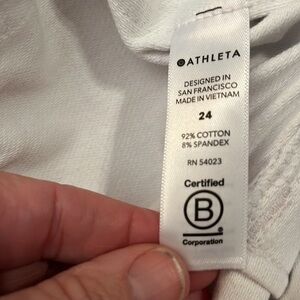 ATHLETA
DESIGNED IN
SAN FRANCISCO
MADE IN VIETNAM
24
92% COTTON
8% SPANDEX
RN 54023
Certified
B
Corporation